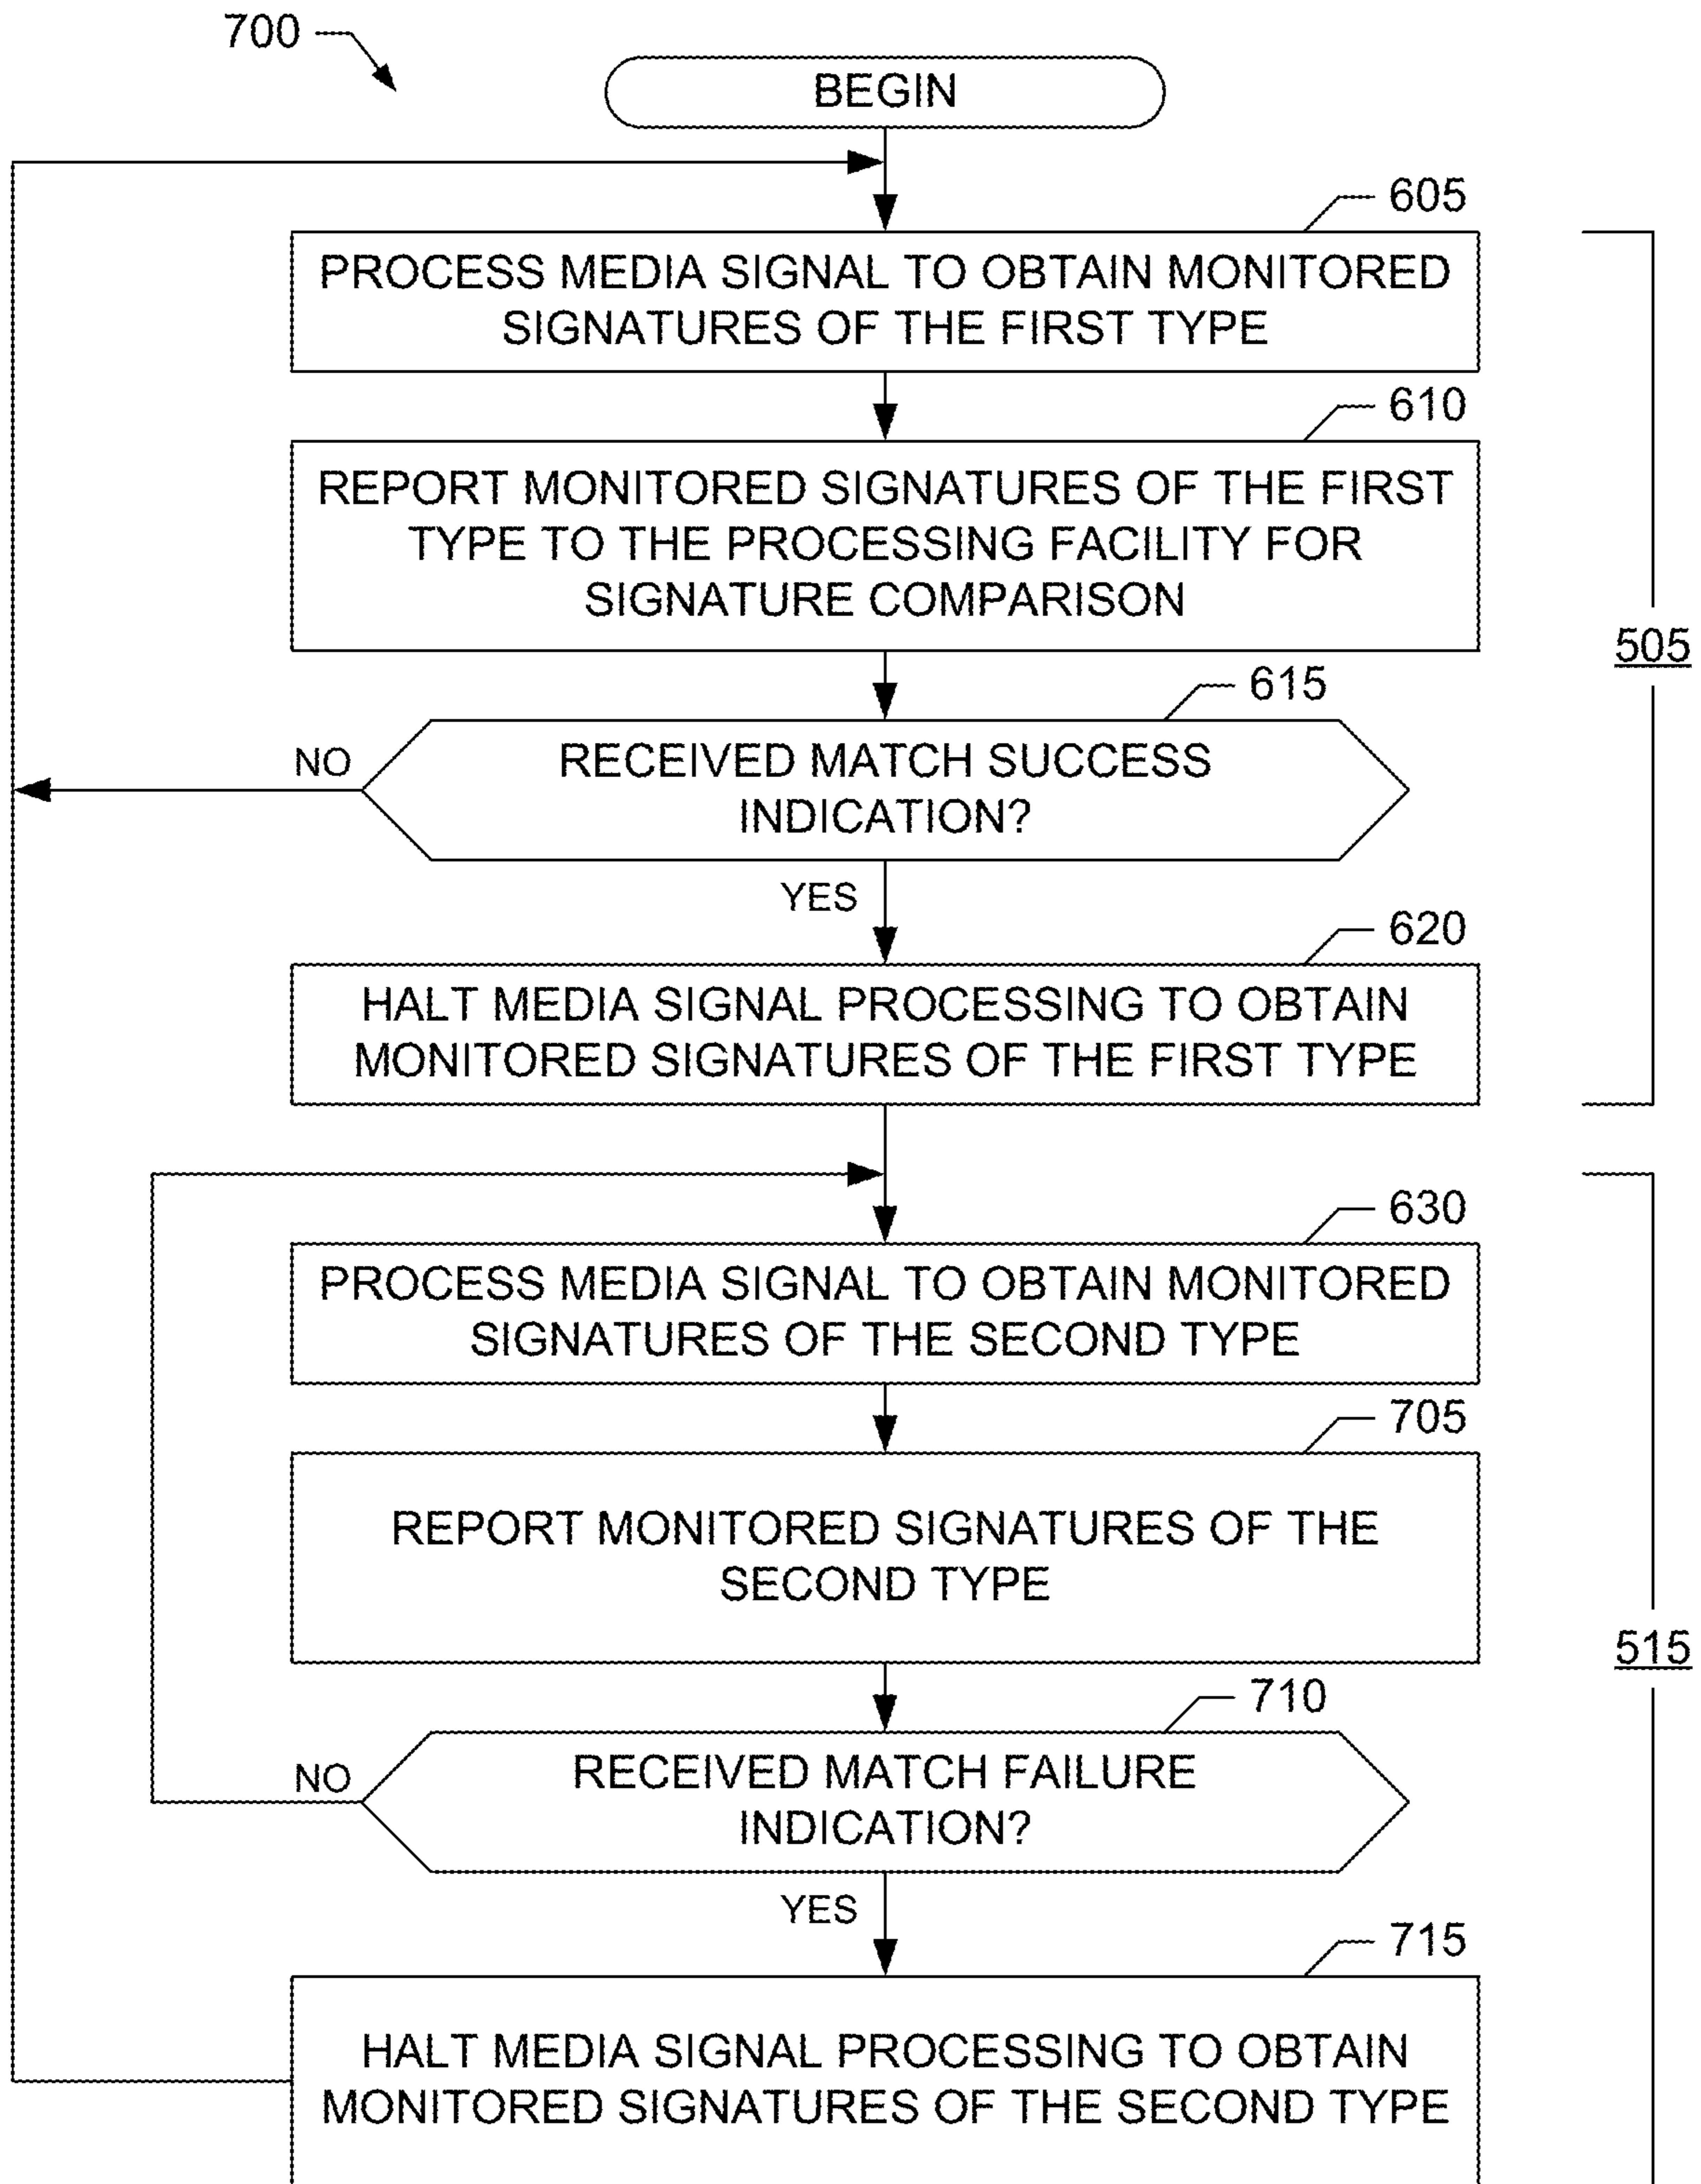 700
BEGIN
605
PROCESS MEDIA SIGNAL TO OBTAIN MONITORED
SIGNATURES OF THE FIRST TYPE
610
REPORT MONITORED SIGNATURES OF THE FIRST
TYPE TO THE PROCESSING FACILITY FOR
SIGNATURE COMPARISON
505
615
RECEIVED MATCH SUCCESS
INDICATION?
NO
YES
620
HALT MEDIA SIGNAL PROCESSING TO OBTAIN
MONITORED SIGNATURES OF THE FIRST TYPE
630
PROCESS MEDIA SIGNAL TO OBTAIN MONITORED
SIGNATURES OF THE SECOND TYPE
705
REPORT MONITORED SIGNATURES OF THE
SECOND TYPE
515
710
RECEIVED MATCH FAILURE
INDICATION?
NO
YES
715
HALT MEDIA SIGNAL PROCESSING TO OBTAIN
MONITORED SIGNATURES OF THE SECOND TYPE